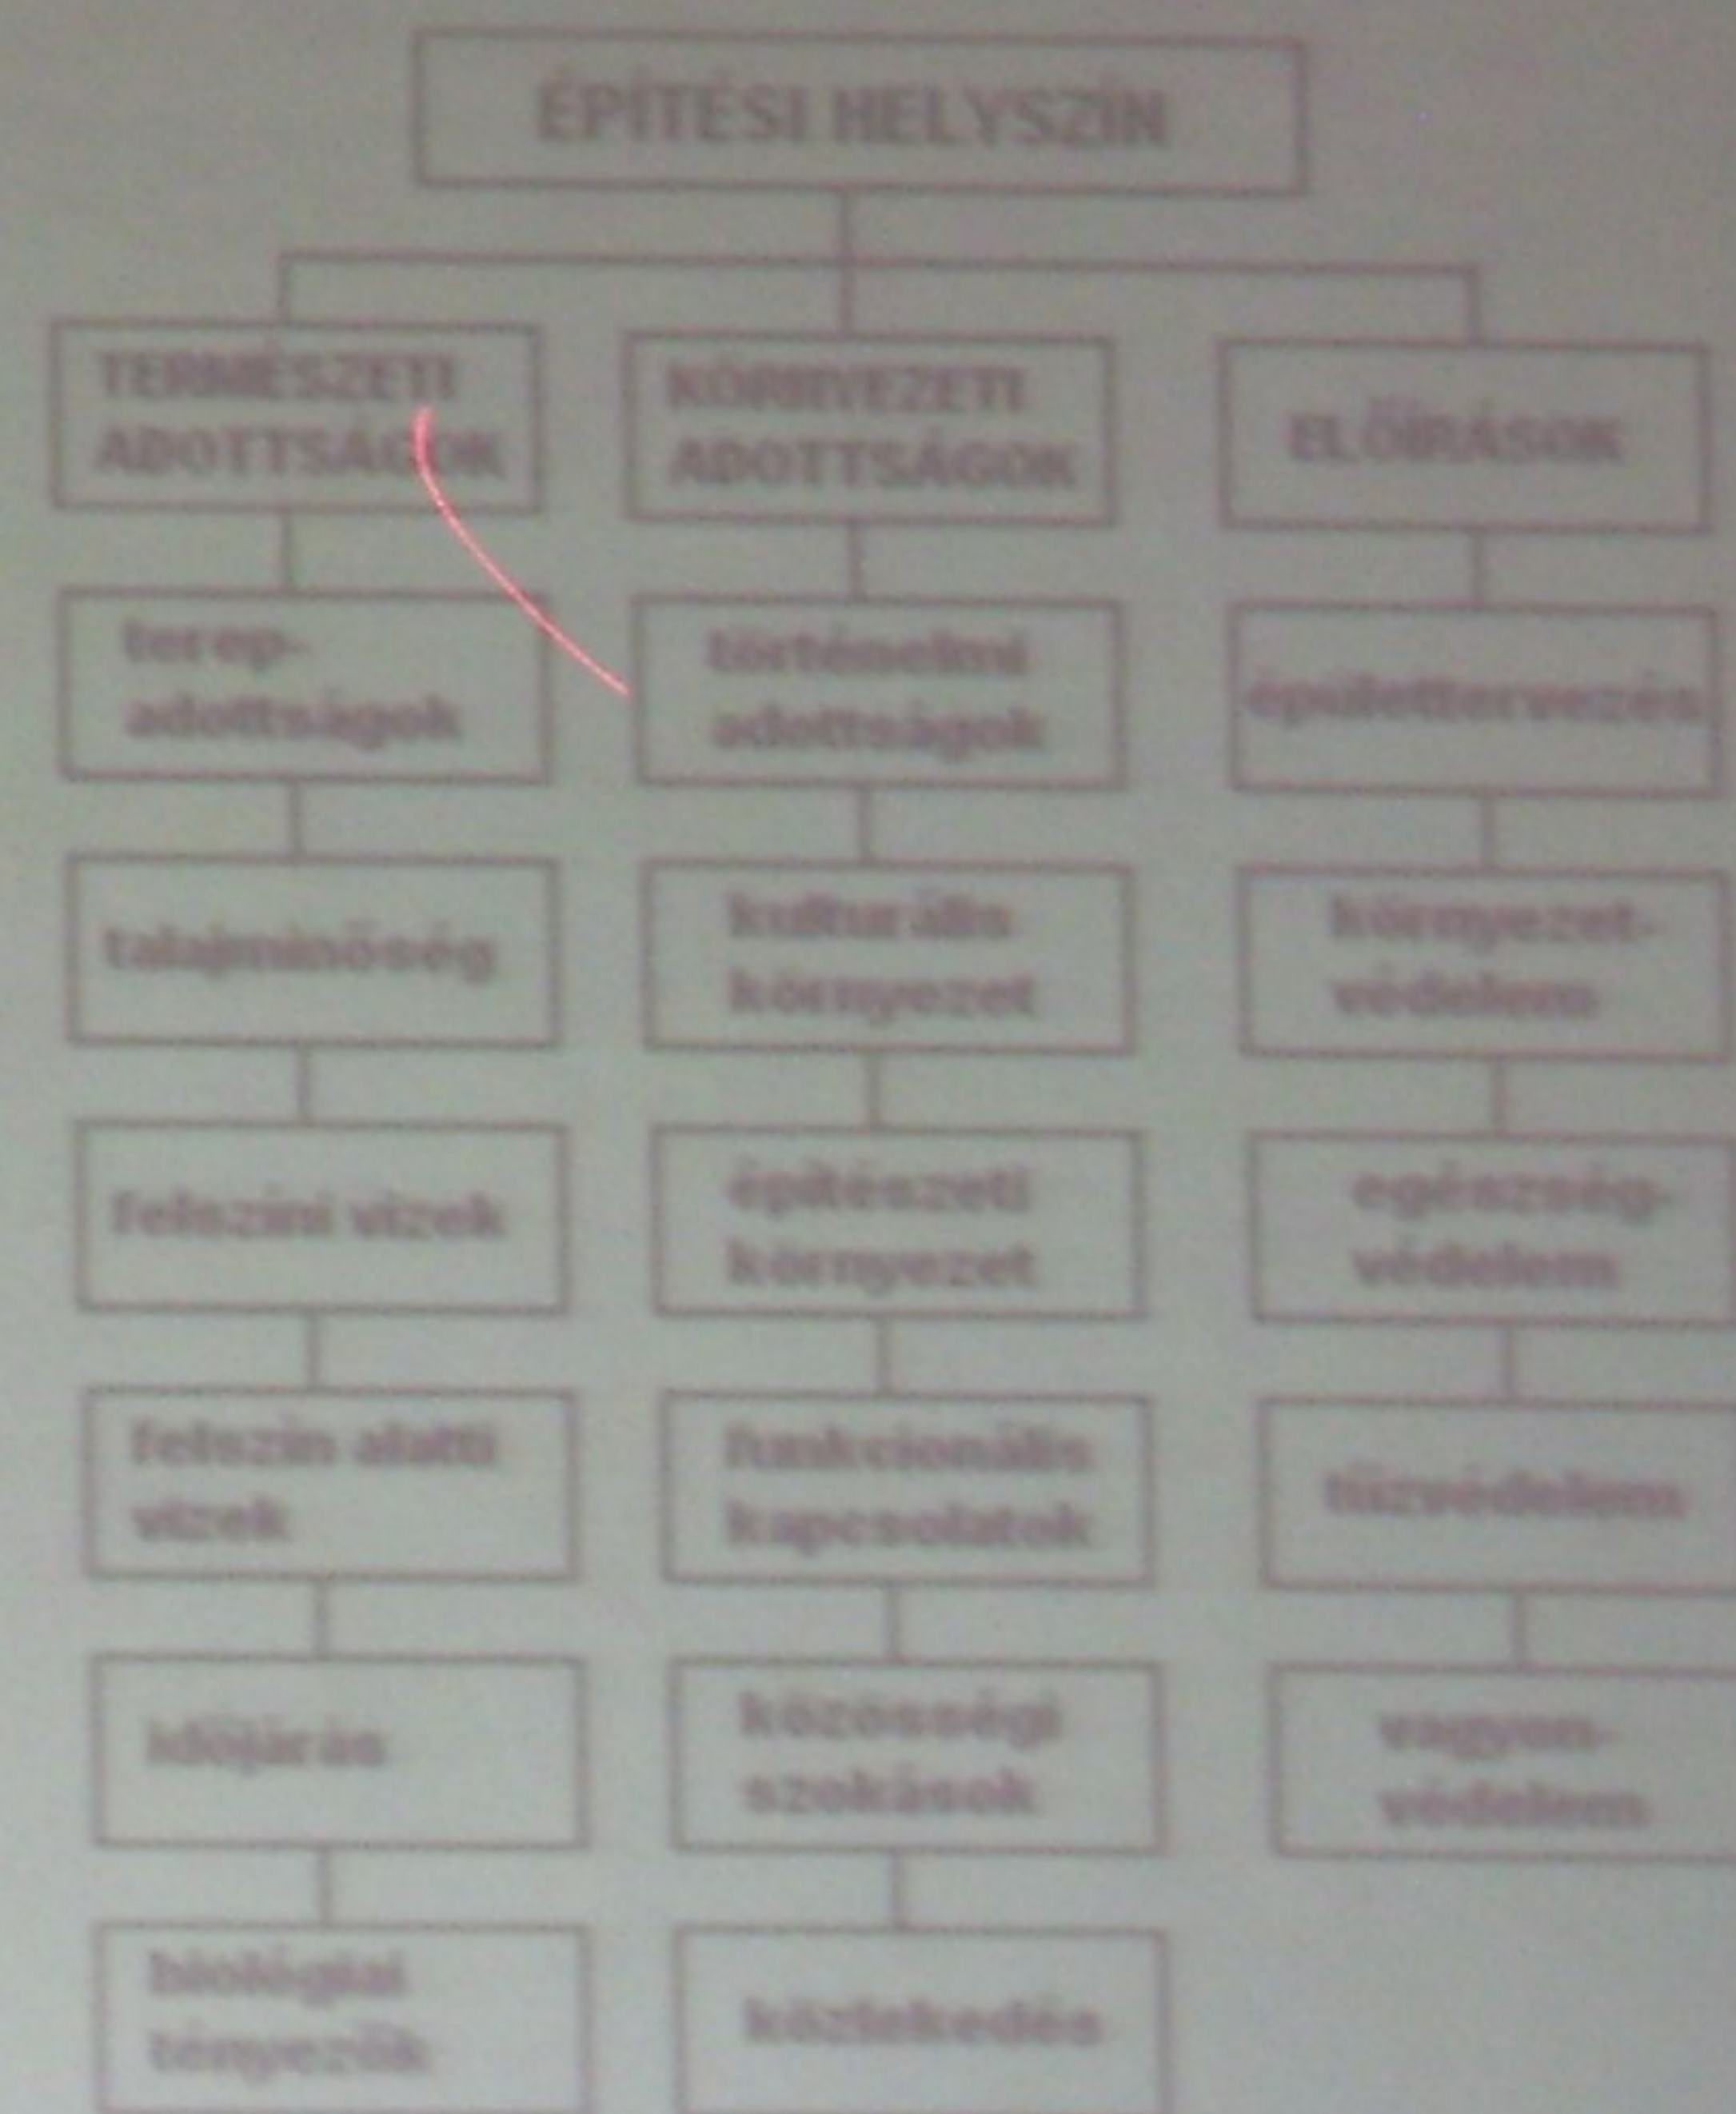 ÉPÍTÉSI HELYSZÍN
TERMÉSZETI
ADOTTSÁGOK
terep-
adottságok
talajminőség
felszíni vizek
felszín alatti
vizek
időjárás
biológiai
tényezők
KÖRNYEZETI
ADOTTSÁGOK
történelmi
adottságok
kulturális
környezet
építészeti
környezet
funkcionális
kapcsolatok
közösségi
szokások
közlekedés
ELŐÍRÁSOK
épülettervezés
környezet-
védelem
egészség-
védelem
tűzvédelem
vagyon-
védelem